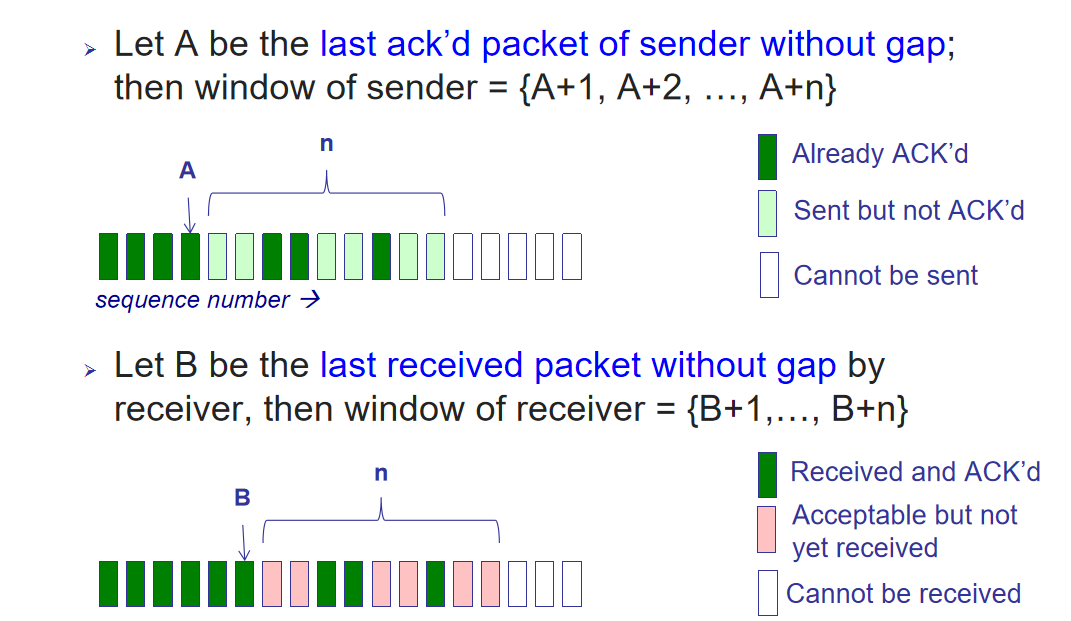 ➢ Let A be the last ack’d packet of sender without gap;
then window of sender = {A+1, A+2, …, A+n}
n
A
Already ACK’d
Sent but not ACK’d
Cannot be sent
sequence number →
➢ Let B be the last received packet without gap by
receiver, then window of receiver = {B+1,…, B+n}
n
B
Received and ACK’d
Acceptable but not
yet received
Cannot be received